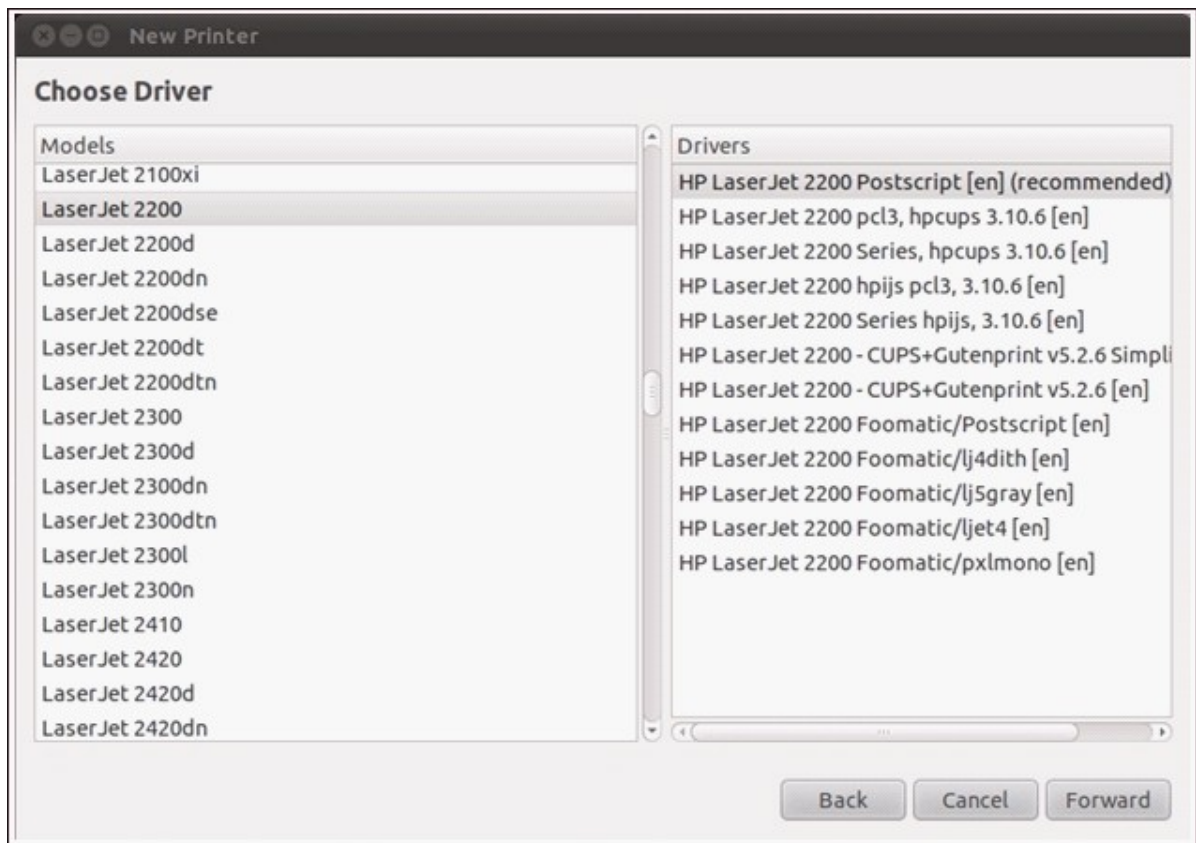 New Printer
Choose Driver
Models
LaserJet 2100xi
LaserJet 2200
LaserJet 2200d
LaserJet 2200dn
LaserJet 2200dse
LaserJet 2200dt
LaserJet 2200dtn
LaserJet 2300
LaserJet 2300d
LaserJet 2300dn
LaserJet 2300dtn
LaserJet 2300l
LaserJet 2300n
LaserJet 2410
LaserJet 2420
LaserJet 2420d
LaserJet 2420dn
Drivers
HP LaserJet 2200 Postscript [en] (recommended)
HP LaserJet 2200 pcl3, hpcups 3.10.6 [en]
HP LaserJet 2200 Series, hpcups 3.10.6 [en]
HP LaserJet 2200 hpijs pcl3, 3.10.6 [en]
HP LaserJet 2200 Series hpijs, 3.10.6 [en]
HP LaserJet 2200 - CUPS+Gutenprint v5.2.6 Simpli
HP LaserJet 2200 - CUPS+Gutenprint v5.2.6 [en]
HP LaserJet 2200 Foomatic/Postscript [en]
HP LaserJet 2200 Foomatic/lj4dith [en]
HP LaserJet 2200 Foomatic/lj5gray [en]
HP LaserJet 2200 Foomatic/ljet4 [en]
HP LaserJet 2200 Foomatic/pxlmono [en]
Back
Cancel
Forward